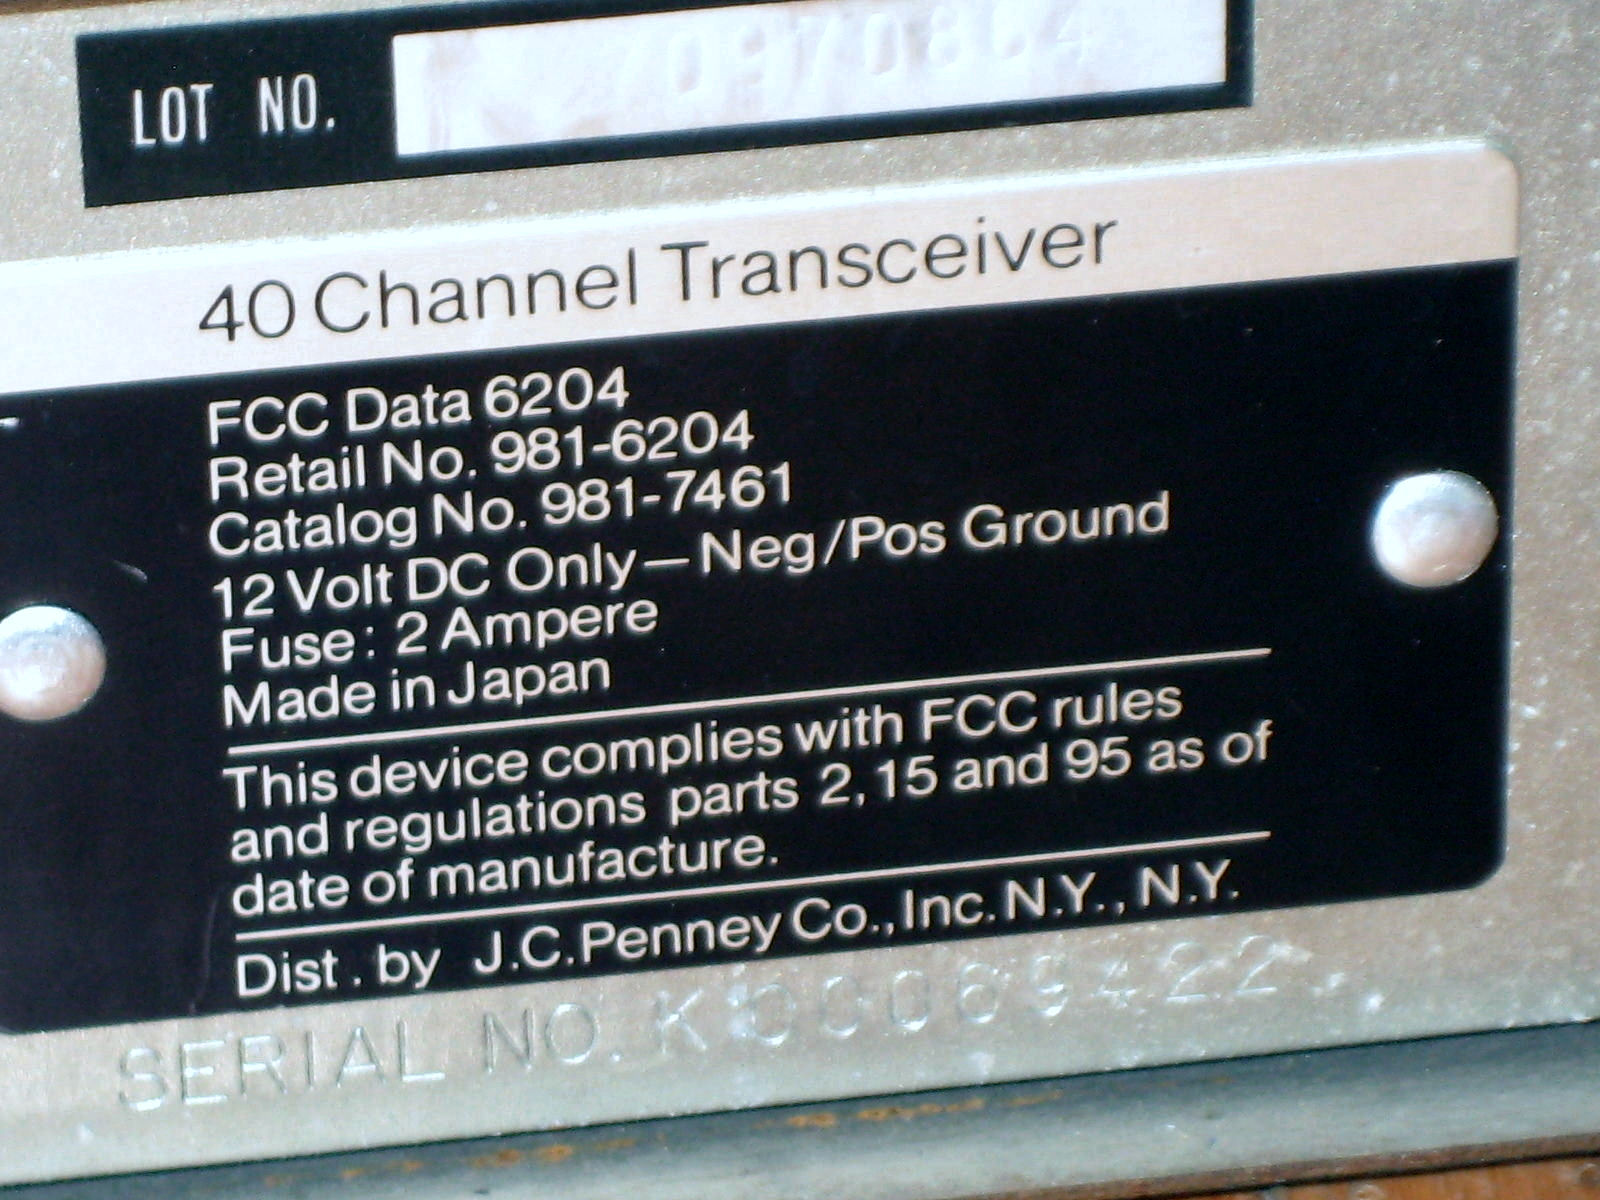 LOT NO. 70970864
40 Channel Transceiver
FCC Data 6204
Retail No. 981-6204
Catalog No. 981-7461
12 Volt DC Only—Neg/Pos Ground
Fuse: 2 Ampere
Made in Japan
This device complies with FCC rules
and regulations parts 2, 15 and 95 as of
date of manufacture.
Dist. by J.C.Penney Co., Inc. N.Y., N.Y.
SERIAL NO.